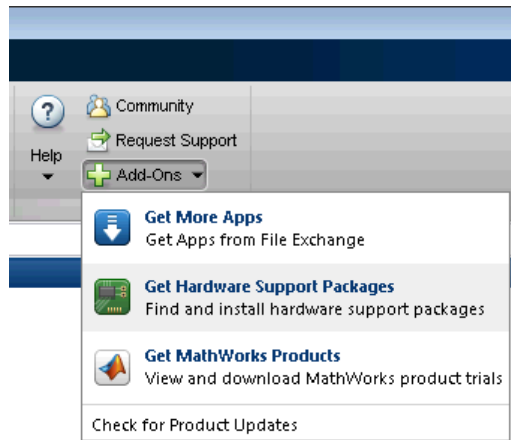 ?
Community
Request Support
Help
Add-Ons
Get More Apps
Get Apps from File Exchange
Get Hardware Support Packages
Find and install hardware support packages
Get MathWorks Products
View and download MathWorks product trials
Check for Product Updates